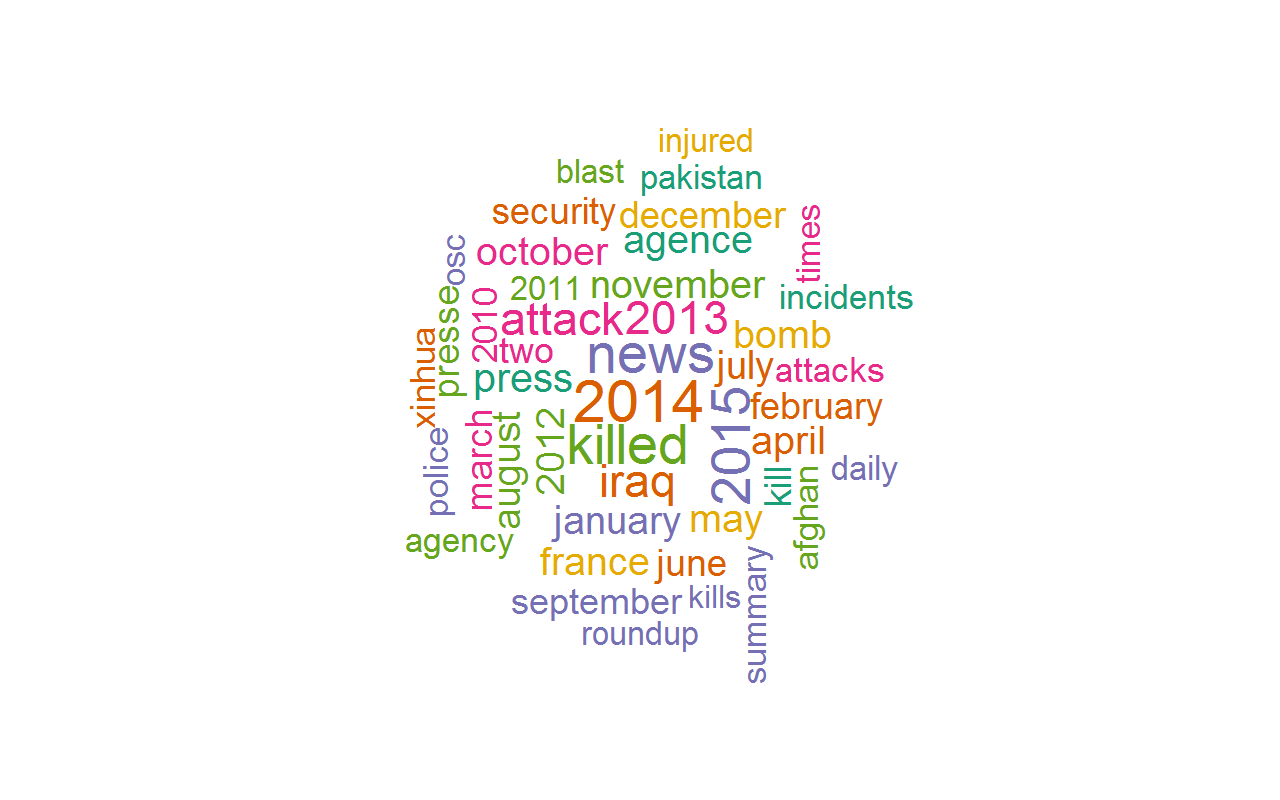 injured
blast
pakistan
security
december
times
october
agence
osc
2011
november
incidents
presse
2010
attack
2013
bomb
xinhua
two
news
july
attacks
press
2014
2015
february
police
march
august
2012
killed
april
iraq
kill
afghan
daily
january
may
agency
france
june
summary
september
kills
roundup